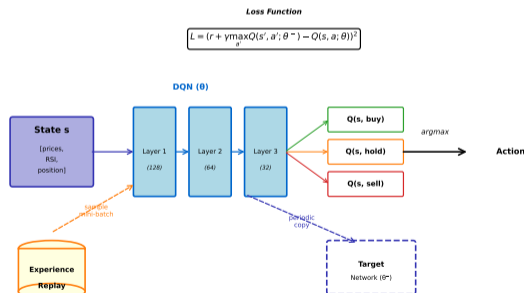 Loss Function
L = (r + γ max_{a'} Q(s', a'; θ⁻) − Q(s, a; θ))²
DQN (θ)
State s
[prices,
RSI,
position]
Layer 1
(128)
Layer 2
(64)
Layer 3
(32)
Q(s, buy)
Q(s, hold)
Q(s, sell)
argmax
Action
sample
mini-batch
periodic
copy
Experience
Replay
Target
Network (θ⁻)